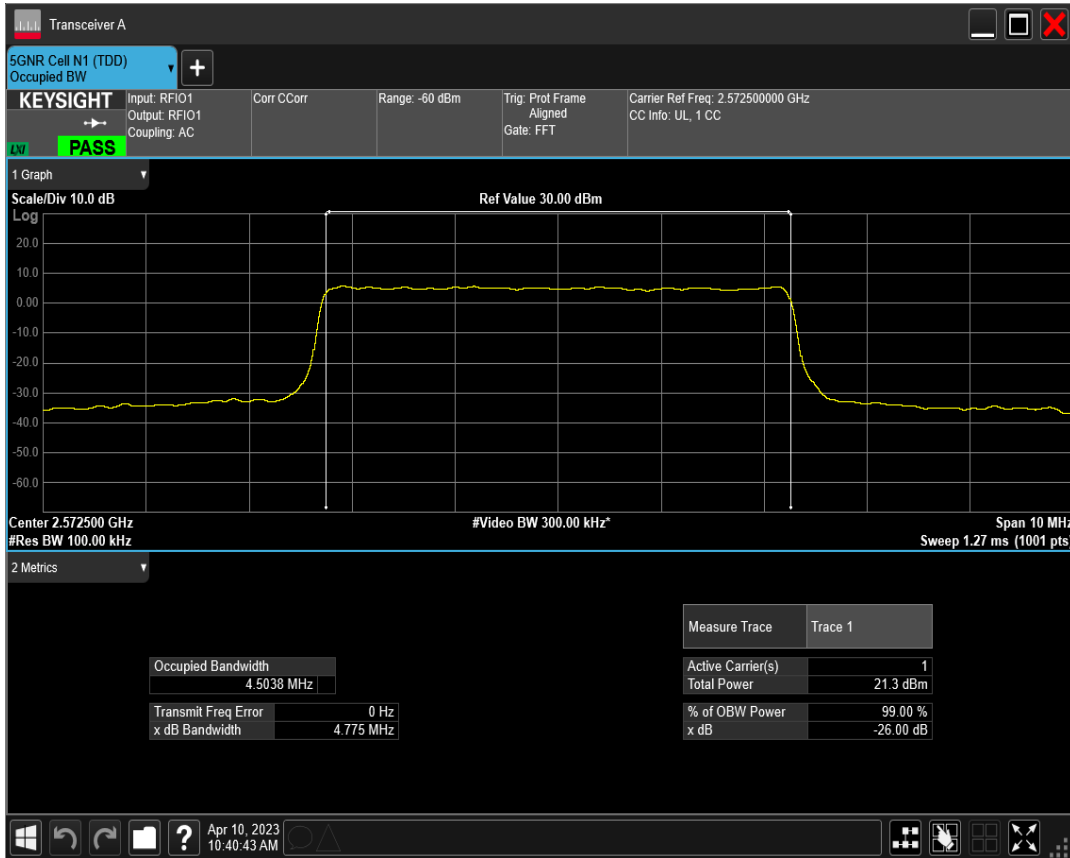 Transceiver A
5GNR Cell N1 (TDD)
Occupied BW
+
KEYSIGHT
LXI
PASS
Input: RFIO1
Output: RFIO1
Coupling: AC
Corr CCorr
Range: -60 dBm
Trig: Prot Frame
Aligned
Gate: FFT
Carrier Ref Freq: 2.572500000 GHz
CC Info: UL, 1 CC
1 Graph
Scale/Div 10.0 dB
Ref Value 30.00 dBm
Log
20.0
10.0
0.00
-10.0
-20.0
-30.0
-40.0
-50.0
-60.0
Center 2.572500 GHz
#Video BW 300.00 kHz*
Span 10 MHz
#Res BW 100.00 kHz
Sweep 1.27 ms (1001 pts)
2 Metrics
Measure Trace Trace 1
Occupied Bandwidth
4.5038 MHz
Active Carrier(s) 1
Total Power 21.3 dBm
Transmit Freq Error 0 Hz
x dB Bandwidth 4.775 MHz
% of OBW Power 99.00 %
x dB -26.00 dB
?
Apr 10, 2023
10:40:43 AM